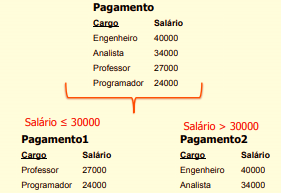 Pagamento
Cargo Salário
Engenheiro 40000
Analista 34000
Professor 27000
Programador 24000
Salário ≤ 30000
Salário > 30000
Pagamento1
Cargo Salário
Professor 27000
Programador 24000
Pagamento2
Cargo Salário
Engenheiro 40000
Analista 34000